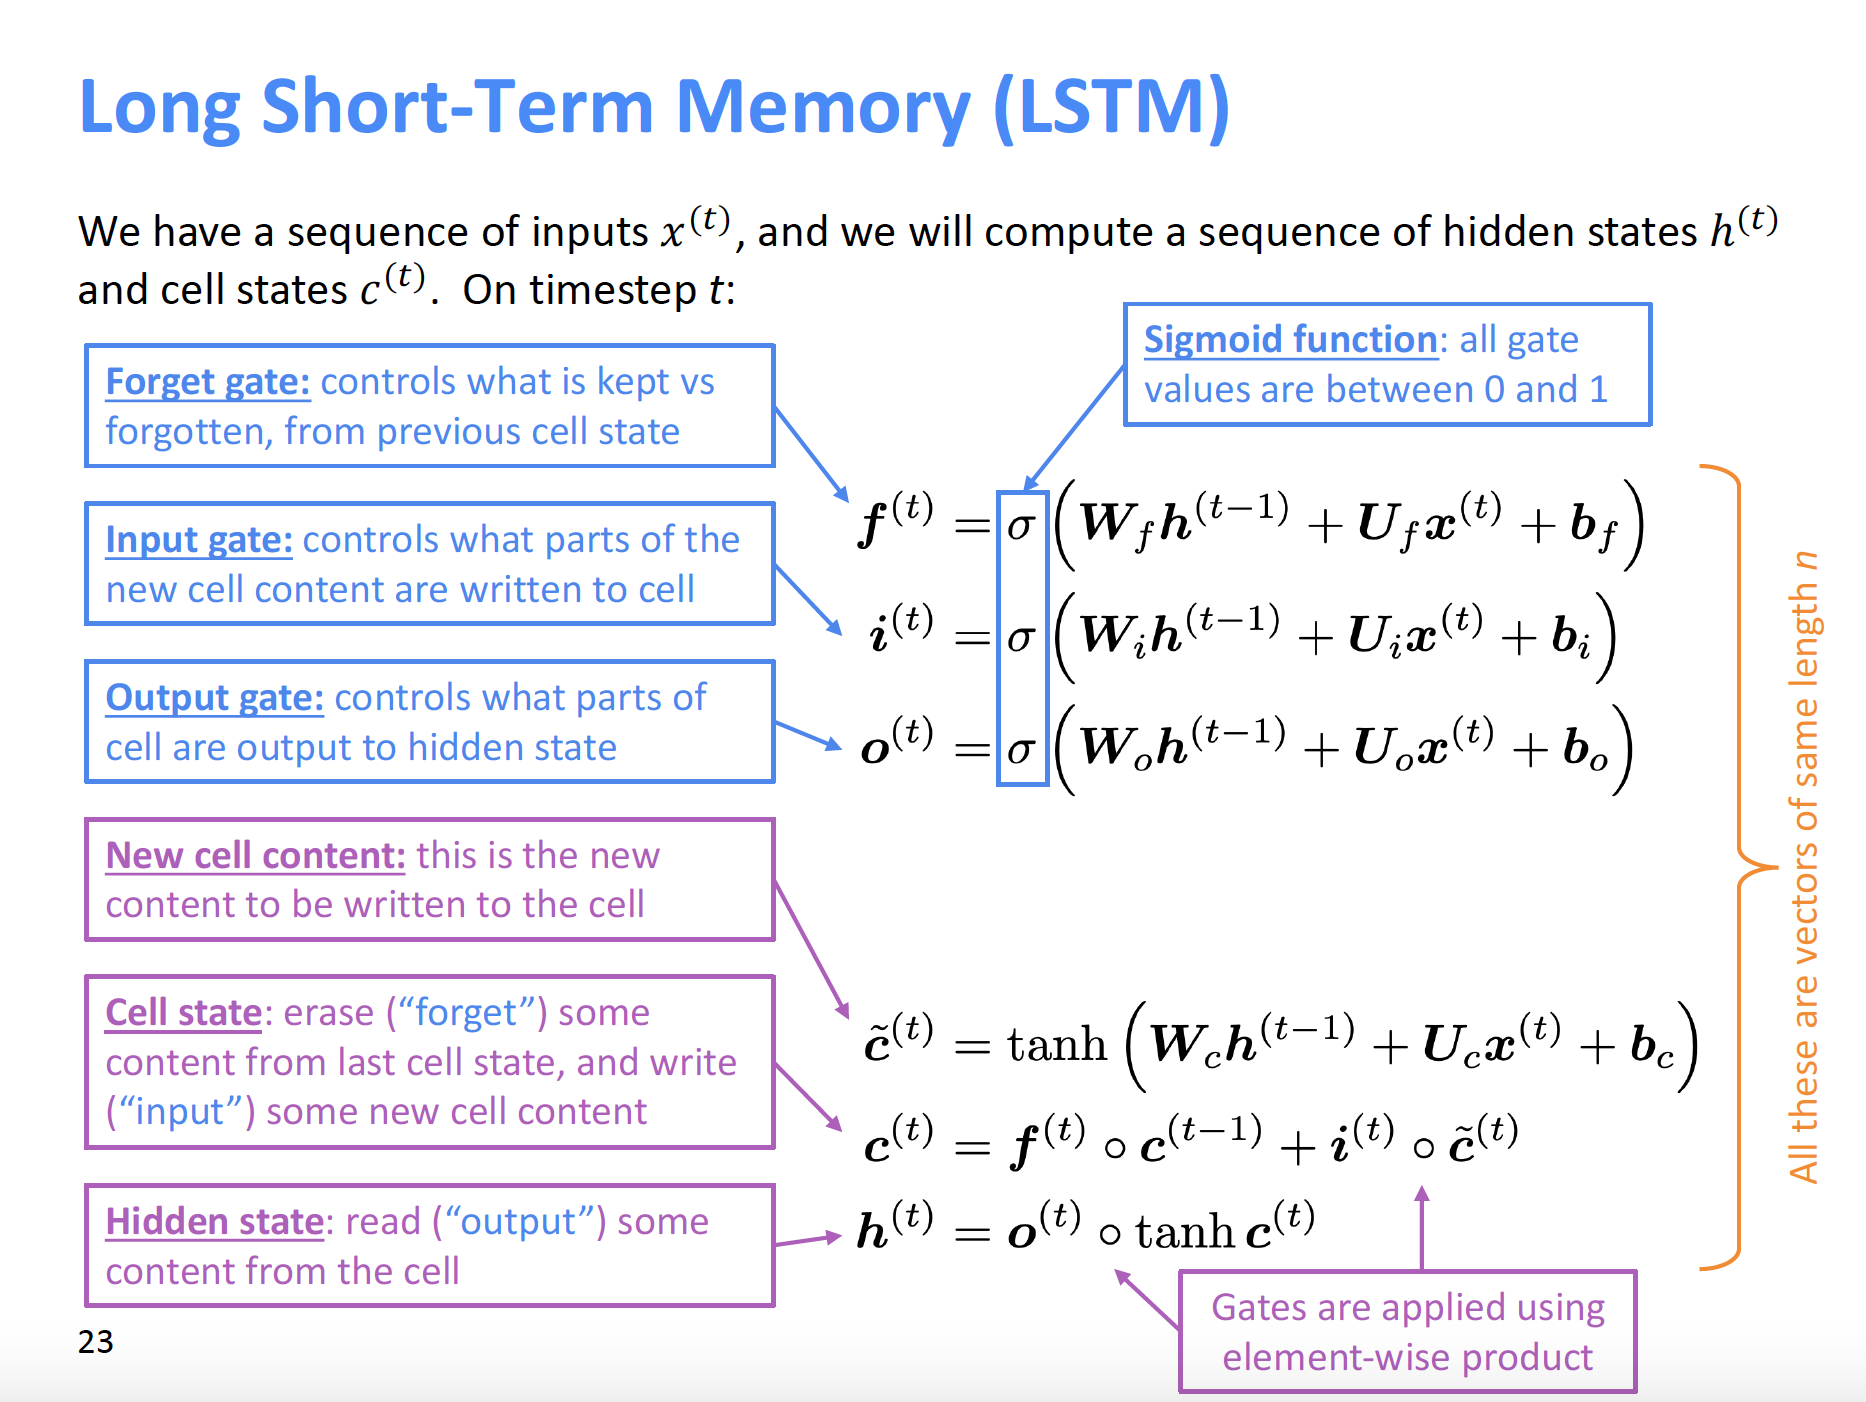 Long Short-Term Memory (LSTM)
We have a sequence of inputs x^(t), and we will compute a sequence of hidden states h^(t)
and cell states c^(t).  On timestep t:
Sigmoid function: all gate
values are between 0 and 1
Forget gate: controls what is kept vs
forgotten, from previous cell state
f^(t) = σ(W_f h^(t−1) + U_f x^(t) + b_f)
Input gate: controls what parts of the
new cell content are written to cell
i^(t) = σ(W_i h^(t−1) + U_i x^(t) + b_i)
Output gate: controls what parts of
cell are output to hidden state
o^(t) = σ(W_o h^(t−1) + U_o x^(t) + b_o)
New cell content: this is the new
content to be written to the cell
c̃^(t) = tanh(W_c h^(t−1) + U_c x^(t) + b_c)
Cell state: erase (“forget”) some
content from last cell state, and write
(“input”) some new cell content
c^(t) = f^(t) ∘ c^(t−1) + i^(t) ∘ c̃^(t)
Hidden state: read (“output”) some
content from the cell
h^(t) = o^(t) ∘ tanh c^(t)
Gates are applied using
element-wise product
All these are vectors of same length n
23